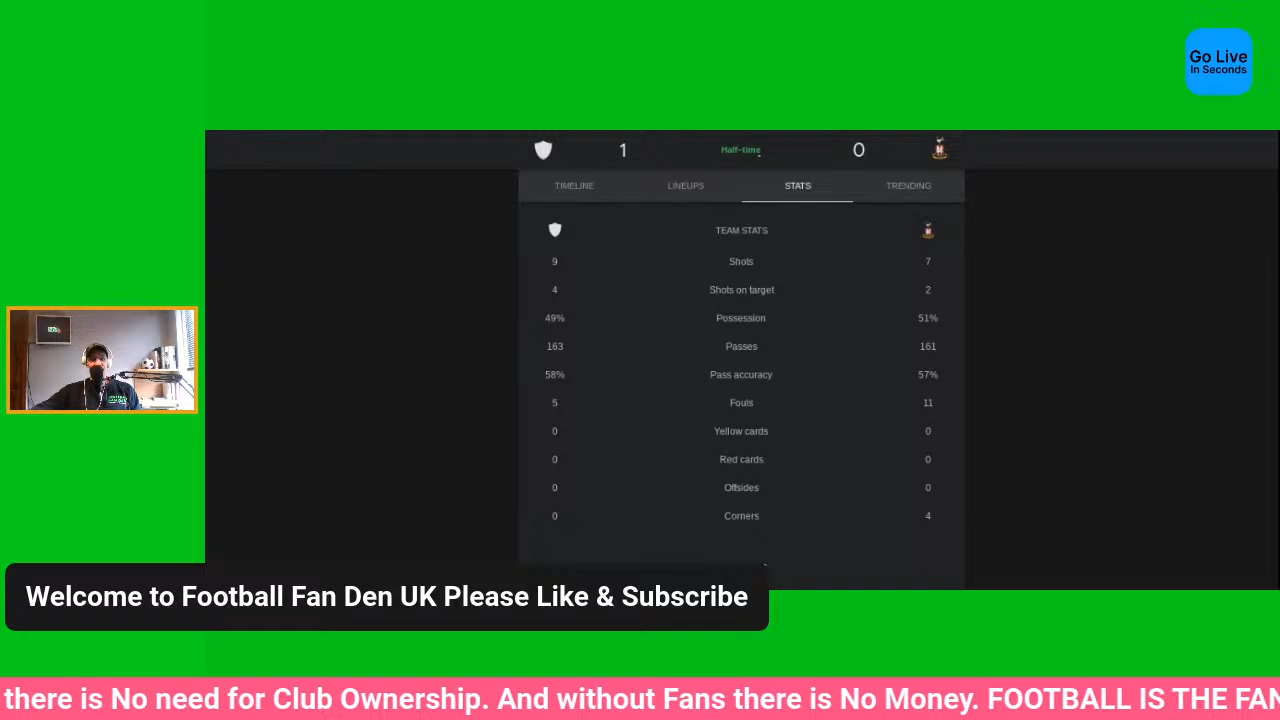 Go Live
In Seconds
1 Half-time 0
TIMELINE LINEUPS STATS TRENDING
TEAM STATS
9 Shots 7
4 Shots on target 2
49% Possession 51%
163 Passes 161
58% Pass accuracy 57%
5 Fouls 11
0 Yellow cards 0
0 Red cards 0
0 Offsides 0
0 Corners 4
Welcome to Football Fan Den UK Please Like & Subscribe
there is No need for Club Ownership. And without Fans there is No Money. FOOTBALL IS THE FAN